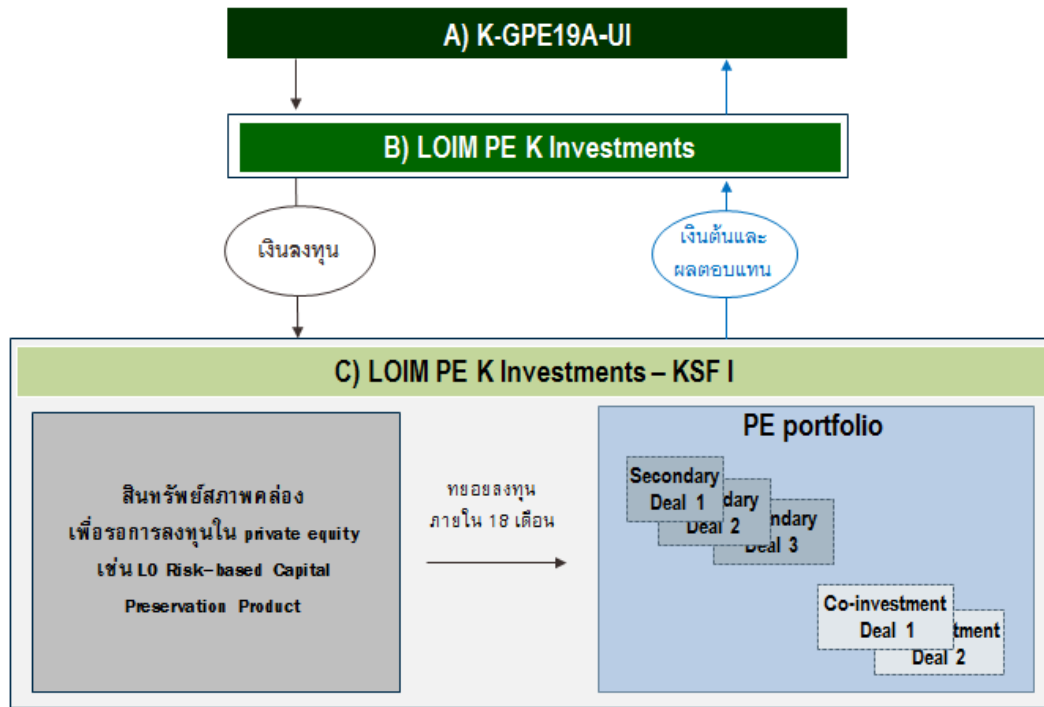 A) K-GPE19A-UI
B) LOIM PE K Investments
เงินลงทุน
เงินต้นและ
ผลตอบแทน
C) LOIM PE K Investments – KSF I
สินทรัพย์สภาพคล่อง
เพื่อรอการลงทุนใน private equity
เช่น LO Risk-based Capital
Preservation Product
ทยอยลงทุน
ภายใน 18 เดือน
PE portfolio
Secondary
Deal 1
dary
Deal 2
ndary
Deal 3
Co-investment
Deal 1
tment
Deal 2